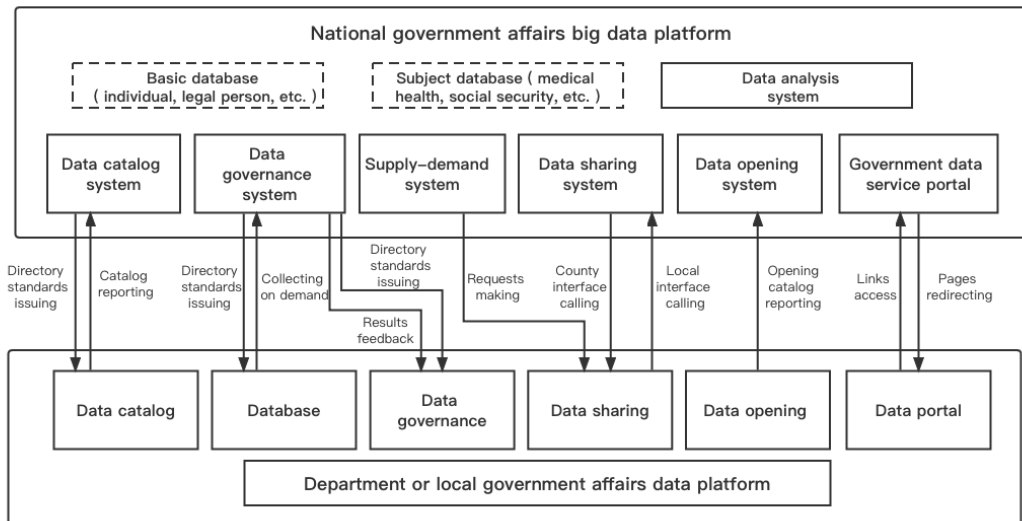 National government affairs big data platform
Basic database
( individual, legal person, etc. )
Subject database ( medical
health, social security, etc. )
Data analysis
system
Data catalog
system
Data
governance
system
Supply-demand
system
Data sharing
system
Data opening
system
Government data
service portal
Directory
standards
issuing
Catalog
reporting
Directory
standards
issuing
Collecting
on demand
Directory
standards
issuing
Results
feedback
Requests
making
County
interface
calling
Local
interface
calling
Opening
catalog
reporting
Links
access
Pages
redirecting
Data catalog
Database
Data
governance
Data sharing
Data opening
Data portal
Department or local government affairs data platform